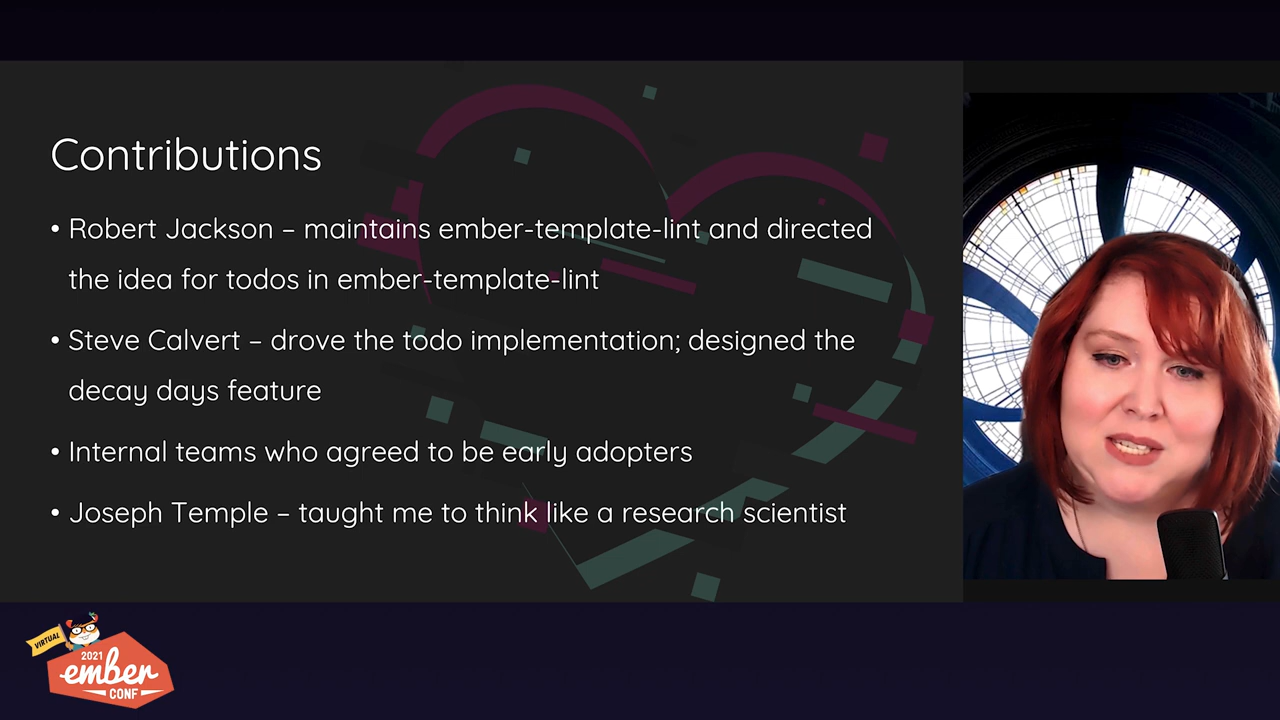 Contributions
• Robert Jackson – maintains ember-template-lint and directed
the idea for todos in ember-template-lint
• Steve Calvert – drove the todo implementation; designed the
decay days feature
• Internal teams who agreed to be early adopters
• Joseph Temple – taught me to think like a research scientist
VIRTUAL
2021
ember
CONF